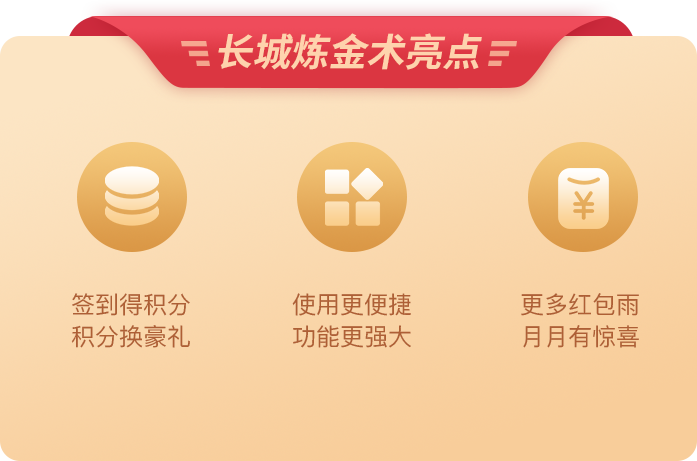 长城炼金术亮点
签到得积分
积分换豪礼
使用更便捷
功能更强大
¥
更多红包雨
月月有惊喜